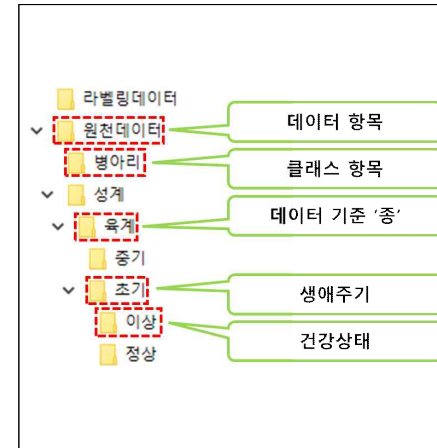 라벨링데이터
원천데이터 데이터 항목
병아리 클래스 항목
성계
육계 데이터 기준 '종'
중기
초기 생애주기
이상 건강상태
정상